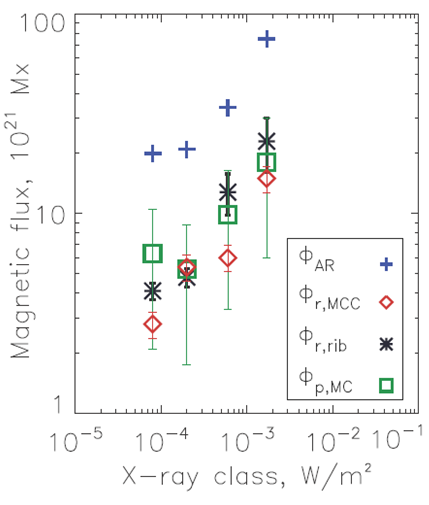 100
10
1
Magnetic flux, 10²¹ Mx
ϕ_AR
ϕ_r,MCC
ϕ_r,rib
ϕ_p,MC
10⁻⁵ 10⁻⁴ 10⁻³ 10⁻² 10⁻¹
X-ray class, W/m²